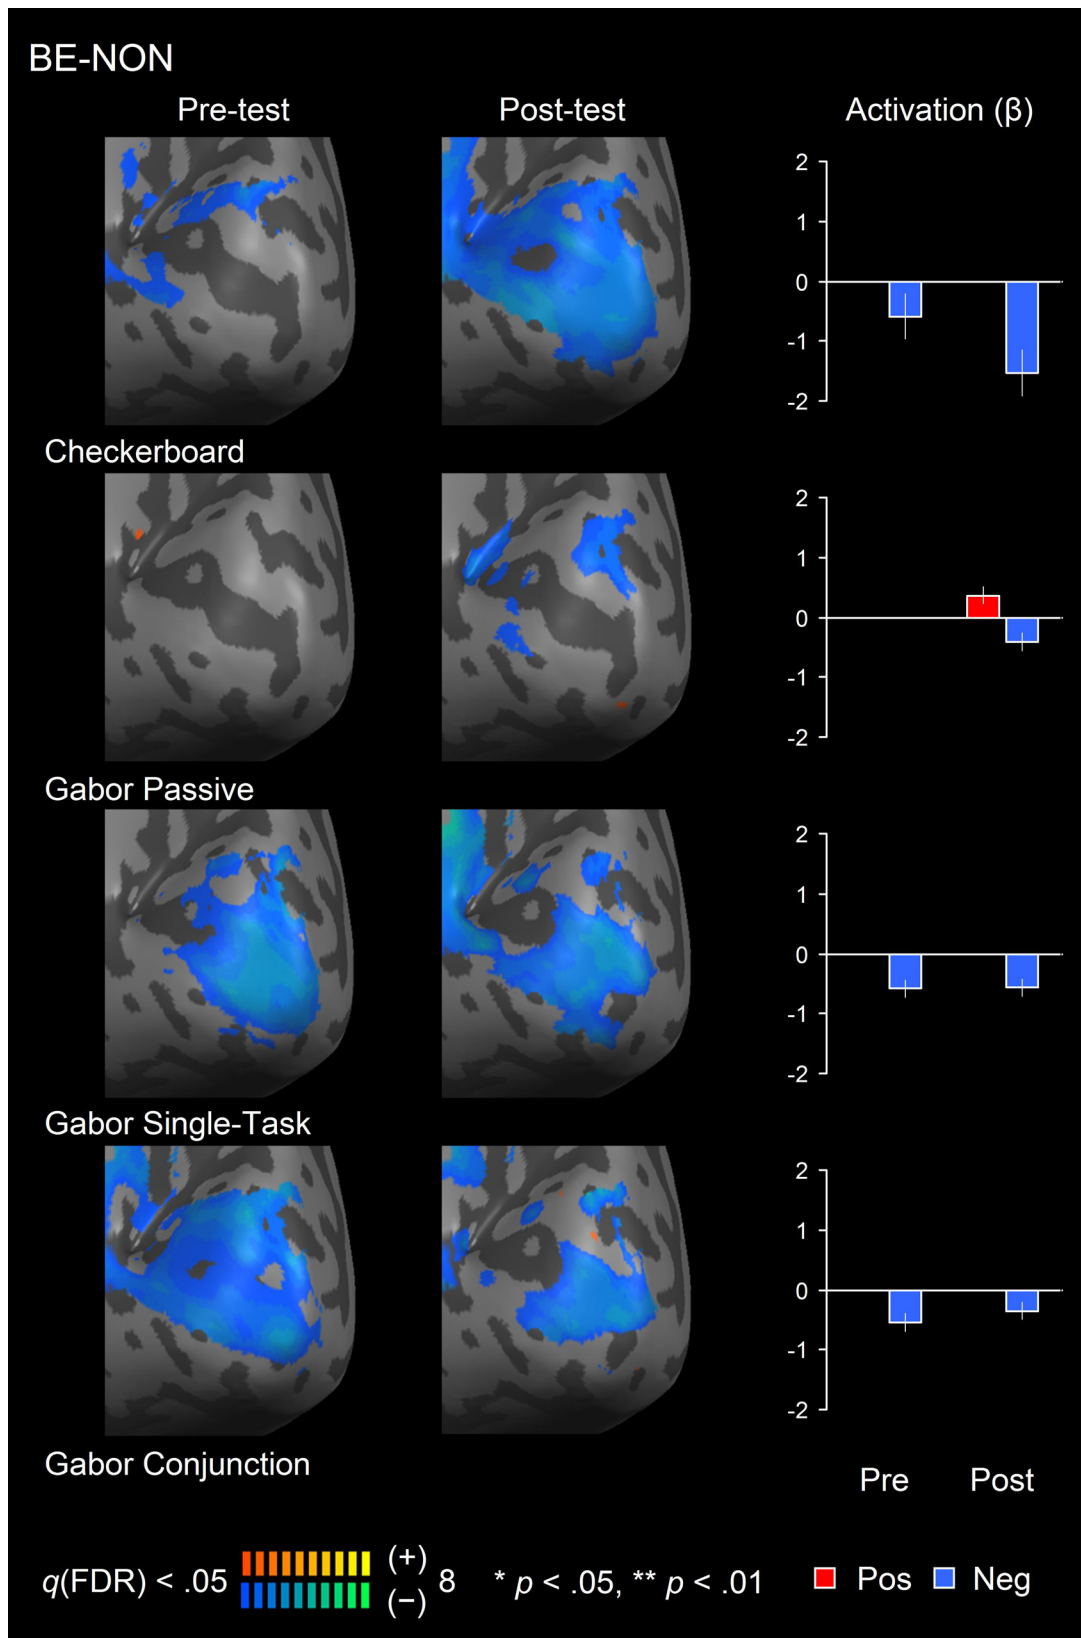 BE-NON
Pre-test Post-test Activation (β)
2
1
0
-1
-2
Checkerboard
2
1
0
-1
-2
Gabor Passive
2
1
0
-1
-2
Gabor Single-Task
2
1
0
-1
-2
Gabor Conjunction
Pre Post
q(FDR) < .05 (+) (−) 8 * p < .05, ** p < .01 Pos Neg